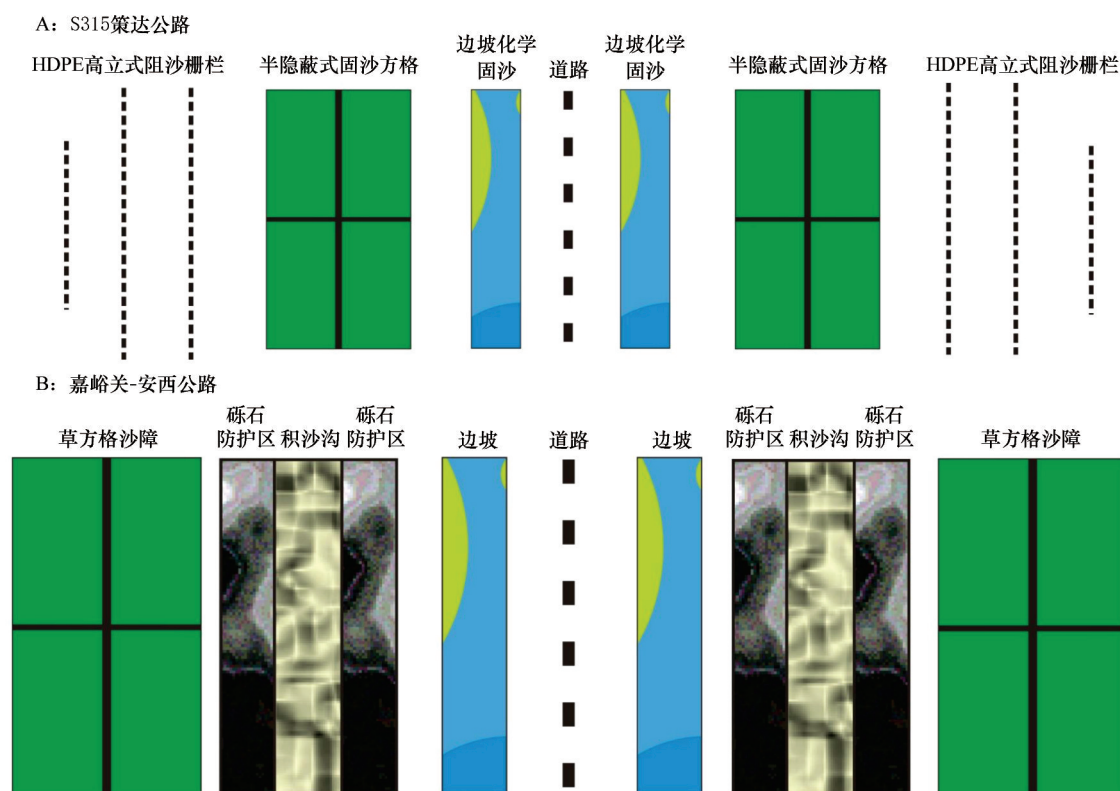 A：S315策达公路
HDPE高立式阻沙栅栏
半隐蔽式固沙方格
边坡化学
固沙
道路
边坡化学
固沙
半隐蔽式固沙方格
HDPE高立式阻沙栅栏
B：嘉峪关-安西公路
草方格沙障
砾石
防护区
积沙沟
砾石
防护区
边坡
道路
边坡
砾石
防护区
积沙沟
砾石
防护区
草方格沙障